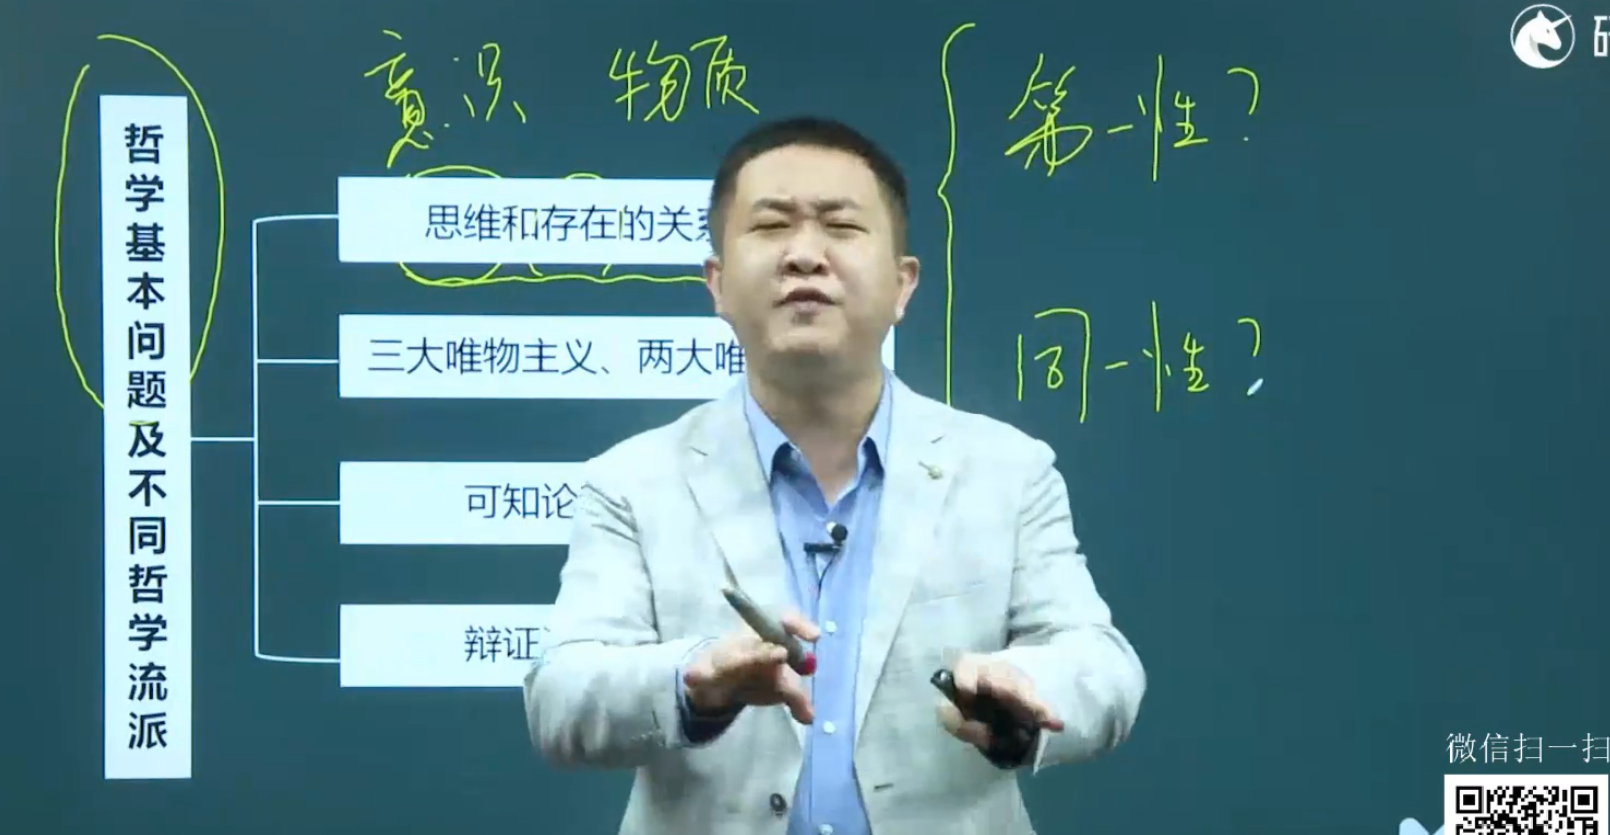 意识 物质
第一性?
同一性?
哲学基本问题及不同哲学流派
思维和存在的关
三大唯物主义、两大唯
可知论
辩证
微信扫一扫